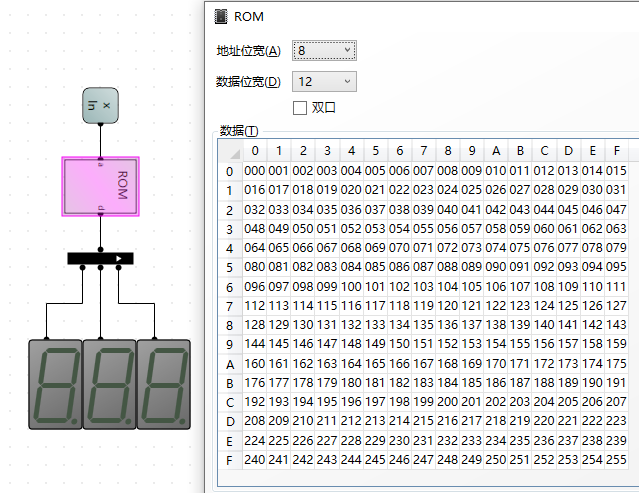 ROM
地址位宽(A) 8
数据位宽(D) 12
双口
数据(T)
x
In
a
ROM
d
0 1 2 3 4 5 6 7 8 9 A B C D E F
0 000 001 002 003 004 005 006 007 008 009 010 011 012 013 014 015
1 016 017 018 019 020 021 022 023 024 025 026 027 028 029 030 031
2 032 033 034 035 036 037 038 039 040 041 042 043 044 045 046 047
3 048 049 050 051 052 053 054 055 056 057 058 059 060 061 062 063
4 064 065 066 067 068 069 070 071 072 073 074 075 076 077 078 079
5 080 081 082 083 084 085 086 087 088 089 090 091 092 093 094 095
6 096 097 098 099 100 101 102 103 104 105 106 107 108 109 110 111
7 112 113 114 115 116 117 118 119 120 121 122 123 124 125 126 127
8 128 129 130 131 132 133 134 135 136 137 138 139 140 141 142 143
9 144 145 146 147 148 149 150 151 152 153 154 155 156 157 158 159
A 160 161 162 163 164 165 166 167 168 169 170 171 172 173 174 175
B 176 177 178 179 180 181 182 183 184 185 186 187 188 189 190 191
C 192 193 194 195 196 197 198 199 200 201 202 203 204 205 206 207
D 208 209 210 211 212 213 214 215 216 217 218 219 220 221 222 223
E 224 225 226 227 228 229 230 231 232 233 234 235 236 237 238 239
F 240 241 242 243 244 245 246 247 248 249 250 251 252 253 254 255